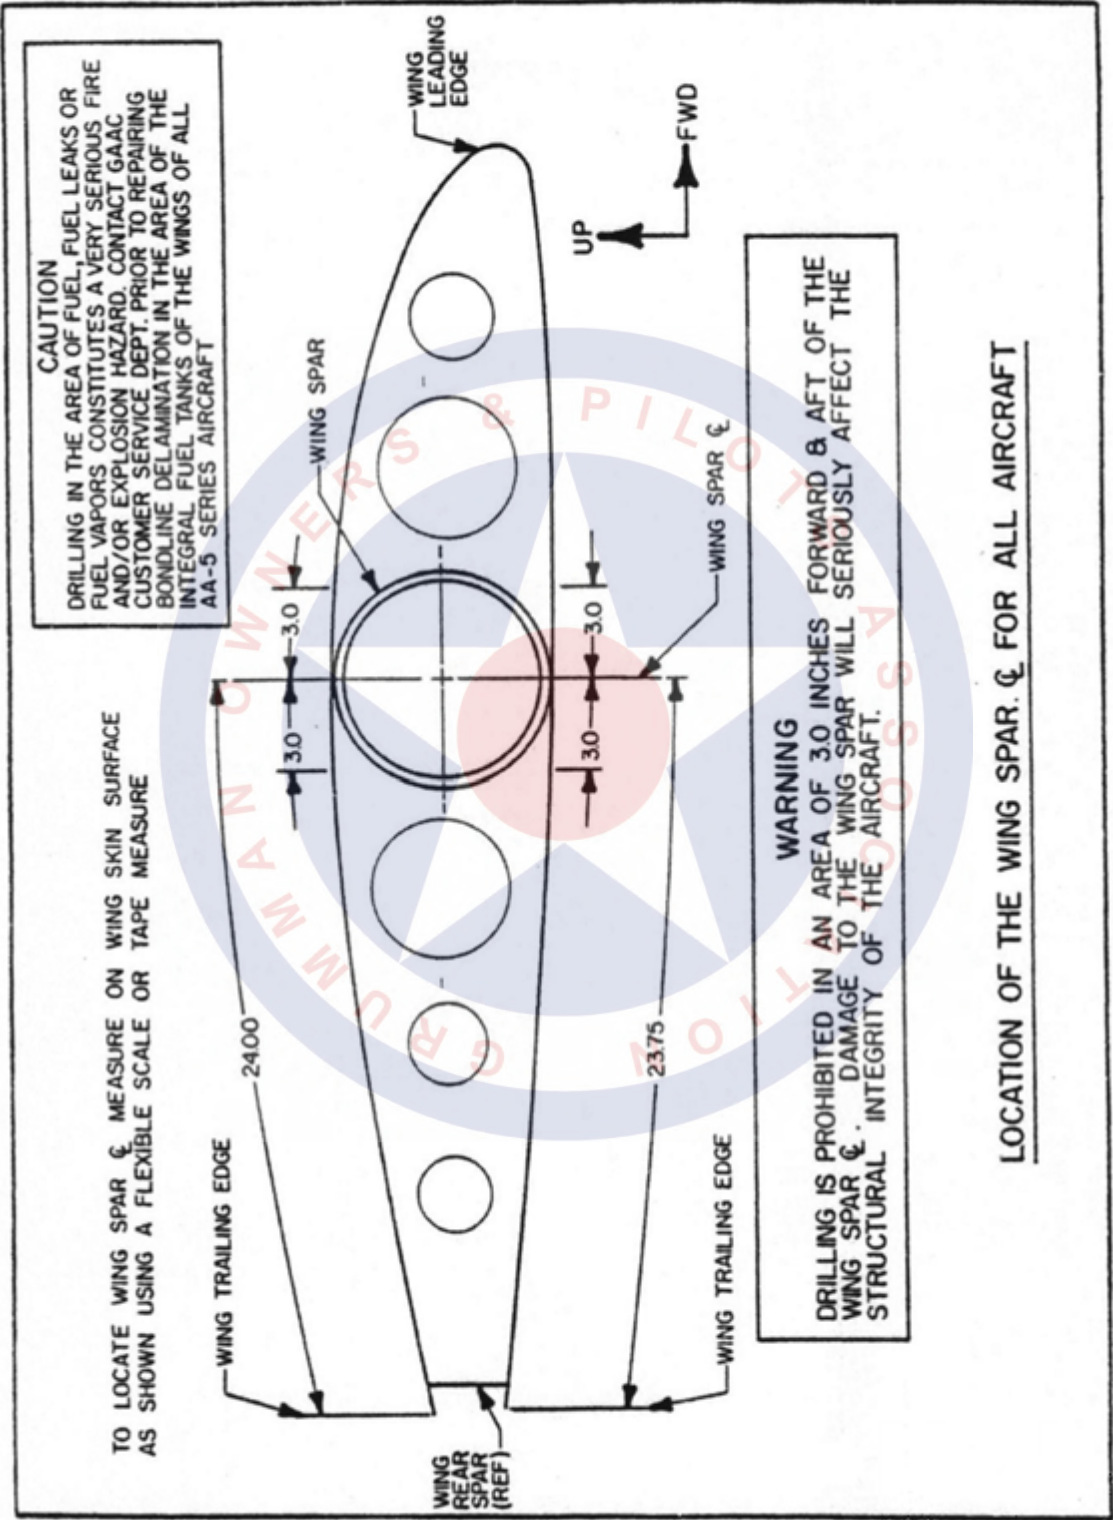 CAUTION
DRILLING IN THE AREA OF FUEL, FUEL LEAKS OR
FUEL VAPORS CONSTITUTES A VERY SERIOUS FIRE
AND/OR EXPLOSION HAZARD. CONTACT GAAC
CUSTOMER SERVICE DEPT. PRIOR TO REPAIRING
BONDLINE DELAMINATION IN THE AREA OF THE
INTEGRAL FUEL TANKS OF THE WINGS OF ALL
AA-5 SERIES AIRCRAFT
TO LOCATE WING SPAR ℄ MEASURE ON WING SKIN SURFACE
AS SHOWN USING A FLEXIBLE SCALE OR TAPE MEASURE
WING TRAILING EDGE
24.00
3.0
3.0
WING SPAR
WING
LEADING
EDGE
WING
REAR
SPAR
(REF)
UP
FWD
3.0
3.0
23.75
WING SPAR ℄
WING TRAILING EDGE
WARNING
DRILLING IS PROHIBITED IN AN AREA OF 3.0 INCHES FORWARD & AFT OF THE
WING SPAR ℄. DAMAGE TO THE WING SPAR WILL SERIOUSLY AFFECT THE
STRUCTURAL INTEGRITY OF THE AIRCRAFT.
LOCATION OF THE WING SPAR. ℄ FOR ALL AIRCRAFT
GRUMMAN OWNERS & PILOTS ASSOCIATION